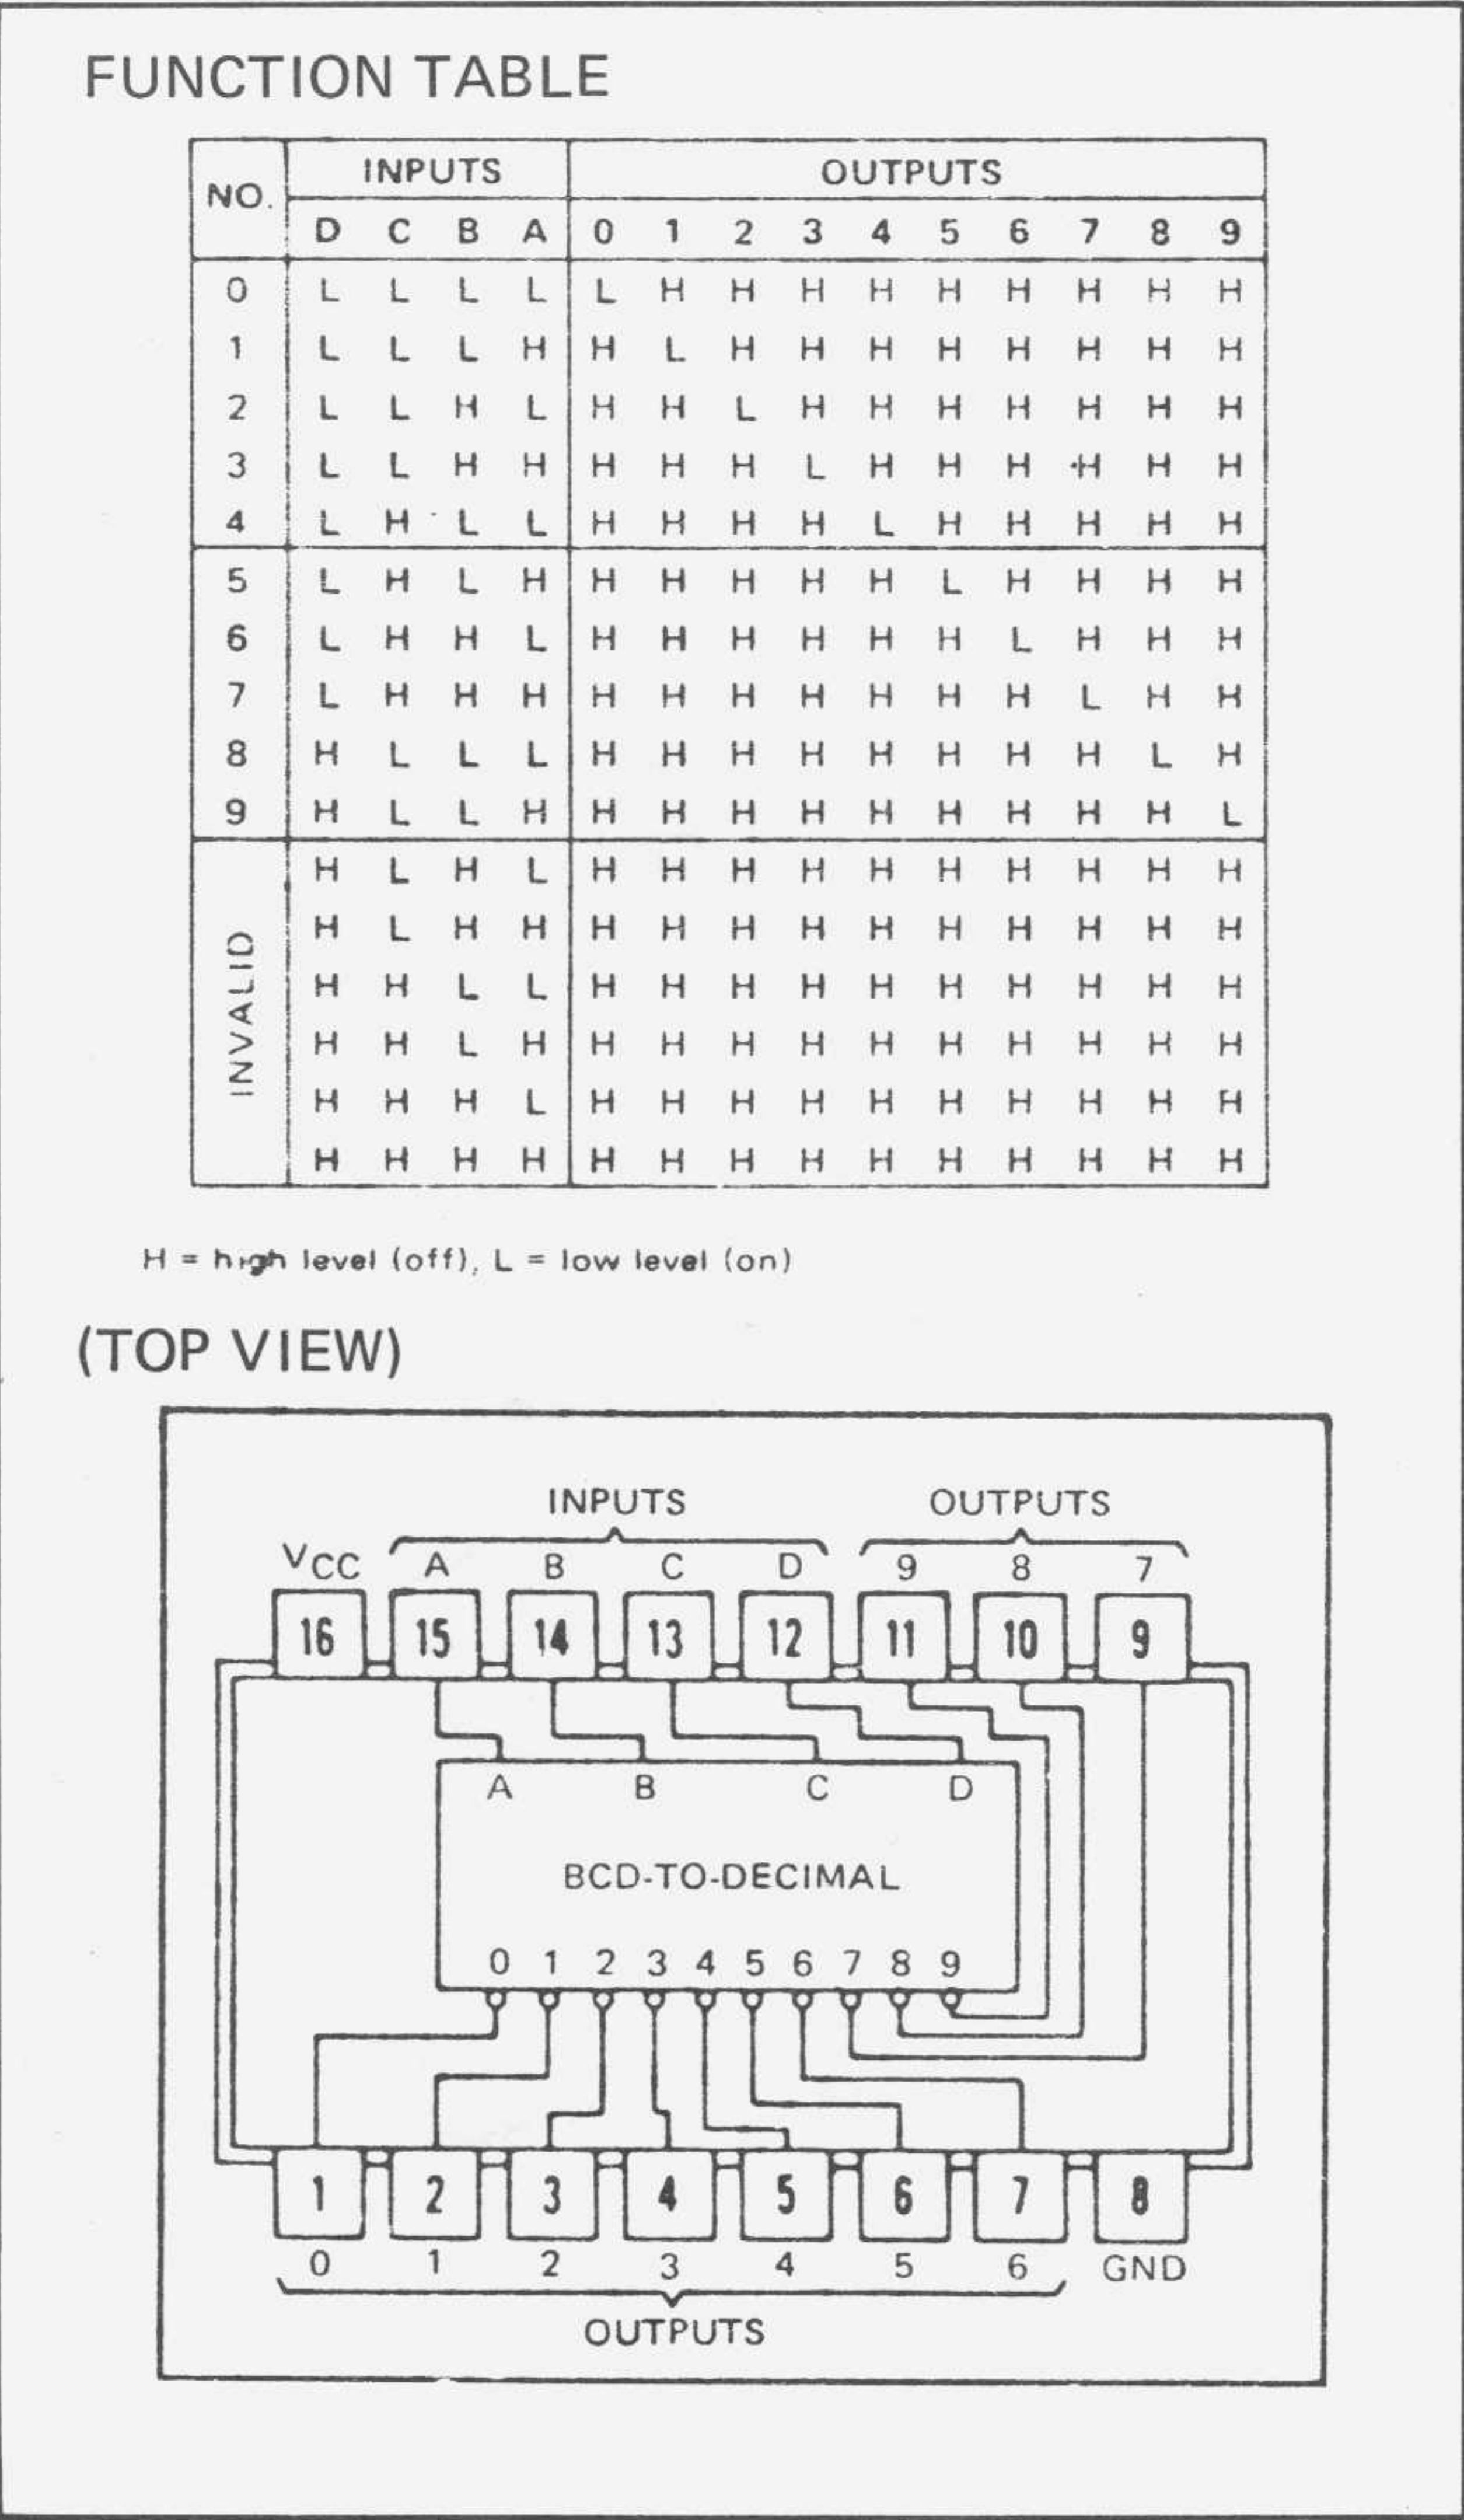 FUNCTION TABLE
NO. INPUTS OUTPUTS
D C B A 0 1 2 3 4 5 6 7 8 9
0 L L L L L H H H H H H H H H
1 L L L H H L H H H H H H H H
2 L L H L H H L H H H H H H H
3 L L H H H H H L H H H H H H
4 L H L L H H H H L H H H H H
5 L H L H H H H H H L H H H H
6 L H H L H H H H H H L H H H
7 L H H H H H H H H H H L H H
8 H L L L H H H H H H H H L H
9 H L L H H H H H H H H H H L
INVALID
H L H L H H H H H H H H H H
H L H H H H H H H H H H H H
H H L L H H H H H H H H H H
H H L H H H H H H H H H H H
H H H L H H H H H H H H H H
H H H H H H H H H H H H H H
H = high level (off), L = low level (on)
(TOP VIEW)
INPUTS OUTPUTS
VCC A B C D 9 8 7
16 15 14 13 12 11 10 9
A B C D
BCD-TO-DECIMAL
0 1 2 3 4 5 6 7 8 9
1 2 3 4 5 6 7 8
0 1 2 3 4 5 6 GND
OUTPUTS